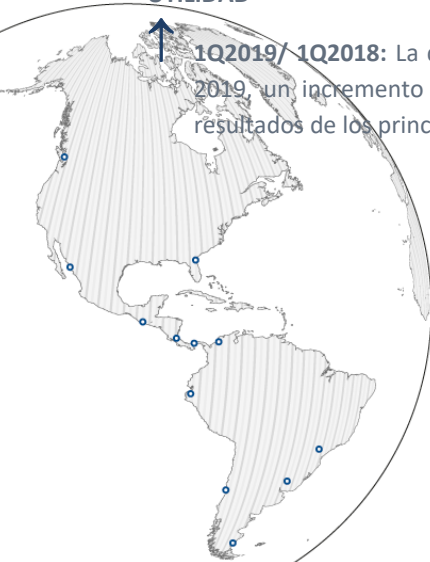 UTILIDAD
1Q2019/ 1Q2018: La
2019, un incremento
resultados de los princ